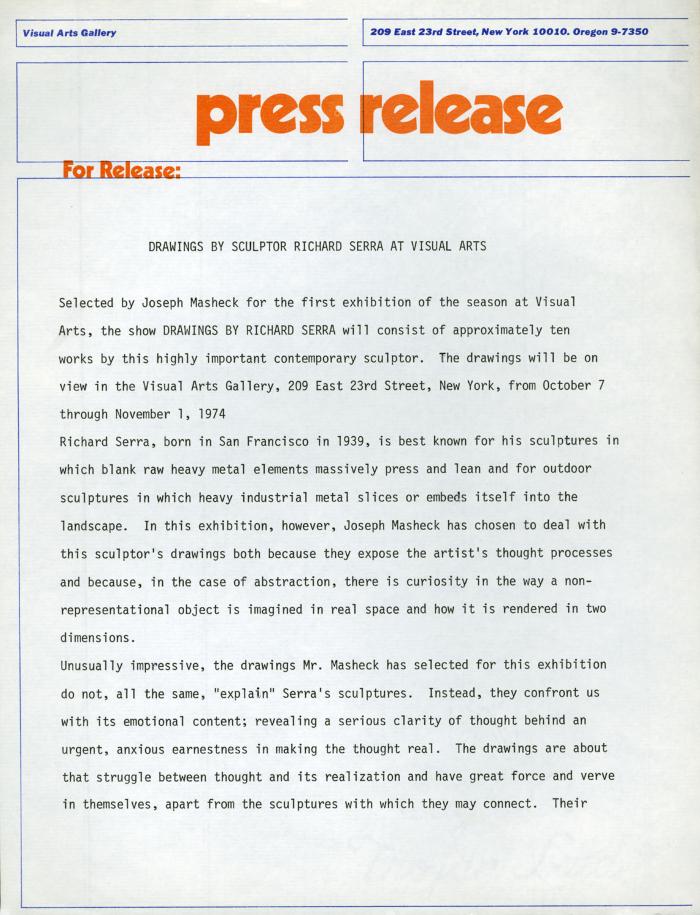 Visual Arts Gallery
209 East 23rd Street, New York 10010. Oregon 9-7350
press release
For Release:
DRAWINGS BY SCULPTOR RICHARD SERRA AT VISUAL ARTS
Selected by Joseph Masheck for the first exhibition of the season at Visual
Arts, the show DRAWINGS BY RICHARD SERRA will consist of approximately ten
works by this highly important contemporary sculptor.  The drawings will be on
view in the Visual Arts Gallery, 209 East 23rd Street, New York, from October 7
through November 1, 1974
Richard Serra, born in San Francisco in 1939, is best known for his sculptures in
which blank raw heavy metal elements massively press and lean and for outdoor
sculptures in which heavy industrial metal slices or embeds itself into the
landscape.  In this exhibition, however, Joseph Masheck has chosen to deal with
this sculptor's drawings both because they expose the artist's thought processes
and because, in the case of abstraction, there is curiosity in the way a non-
representational object is imagined in real space and how it is rendered in two
dimensions.
Unusually impressive, the drawings Mr. Masheck has selected for this exhibition
do not, all the same, "explain" Serra's sculptures.  Instead, they confront us
with its emotional content; revealing a serious clarity of thought behind an
urgent, anxious earnestness in making the thought real.  The drawings are about
that struggle between thought and its realization and have great force and verve
in themselves, apart from the sculptures with which they may connect.  Their